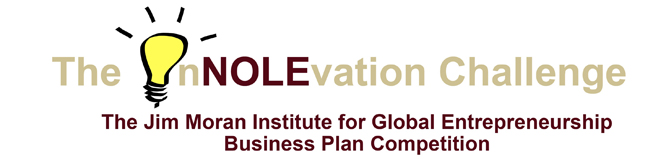 The InNOLEvation Challenge
The Jim Moran Institute for Global Entrepreneurship
Business Plan Competition